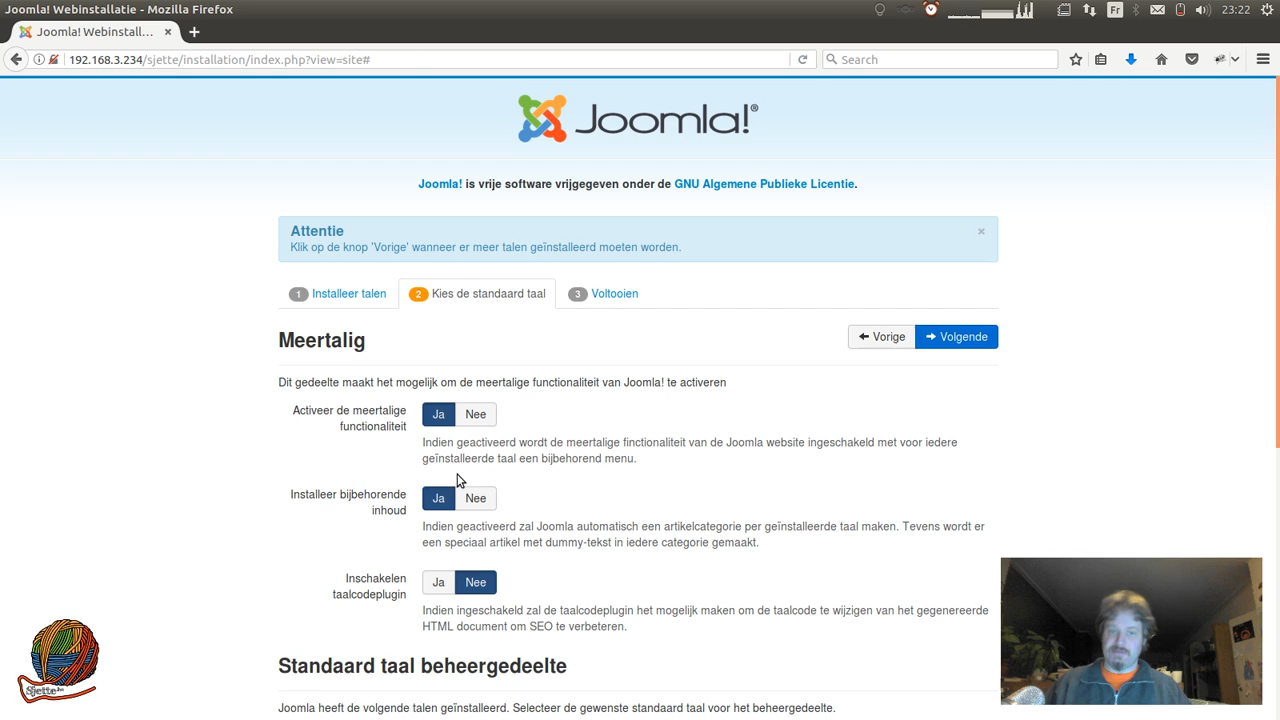 Joomla! Webinstallatie - Mozilla Firefox
Fr
23:22
Joomla! Webinstall...
192.168.3.234/sjette/installation/index.php?view=site#
Search
Joomla!®
Joomla! is vrije software vrijgegeven onder de GNU Algemene Publieke Licentie.
Attentie
Klik op de knop 'Vorige' wanneer er meer talen geïnstalleerd moeten worden.
1 Installeer talen
2 Kies de standaard taal
3 Voltooien
Meertalig
Vorige
Volgende
Dit gedeelte maakt het mogelijk om de meertalige functionaliteit van Joomla! te activeren
Activeer de meertalige
functionaliteit
Ja Nee
Indien geactiveerd wordt de meertalige finctionaliteit van de Joomla website ingeschakeld met voor iedere
geïnstalleerde taal een bijbehorend menu.
Installeer bijbehorende
inhoud
Ja Nee
Indien geactiveerd zal Joomla automatisch een artikelcategorie per geïnstalleerde taal maken. Tevens wordt er
een speciaal artikel met dummy-tekst in iedere categorie gemaakt.
Inschakelen
taalcodeplugin
Ja Nee
Indien ingeschakeld zal de taalcodeplugin het mogelijk maken om de taalcode te wijzigen van het gegenereerde
HTML document om SEO te verbeteren.
Standaard taal beheergedeelte
Joomla heeft de volgende talen geïnstalleerd. Selecteer de gewenste standaard taal voor het beheergedeelte.